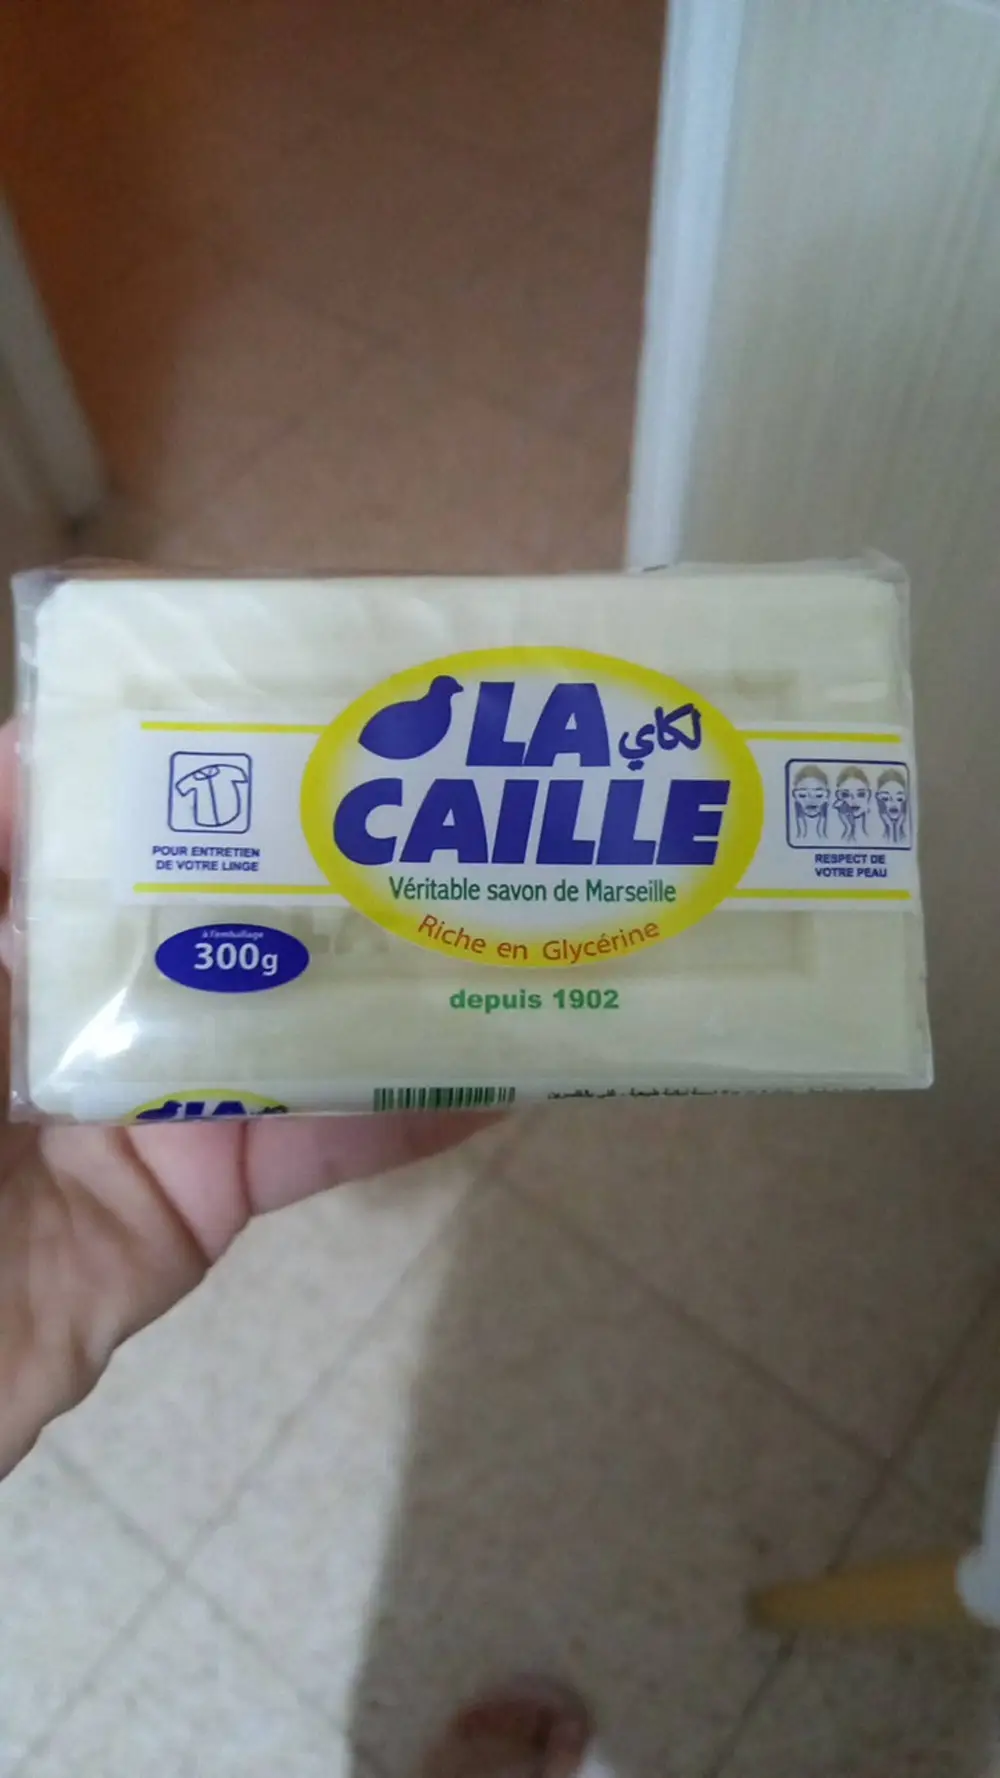 LA لكاي
CAILLE
Véritable savon de Marseille
Riche en Glycérine
depuis 1902
POUR ENTRETIEN
DE VOTRE LINGE
à l'emballage
300g
RESPECT DE
VOTRE PEAU
LA